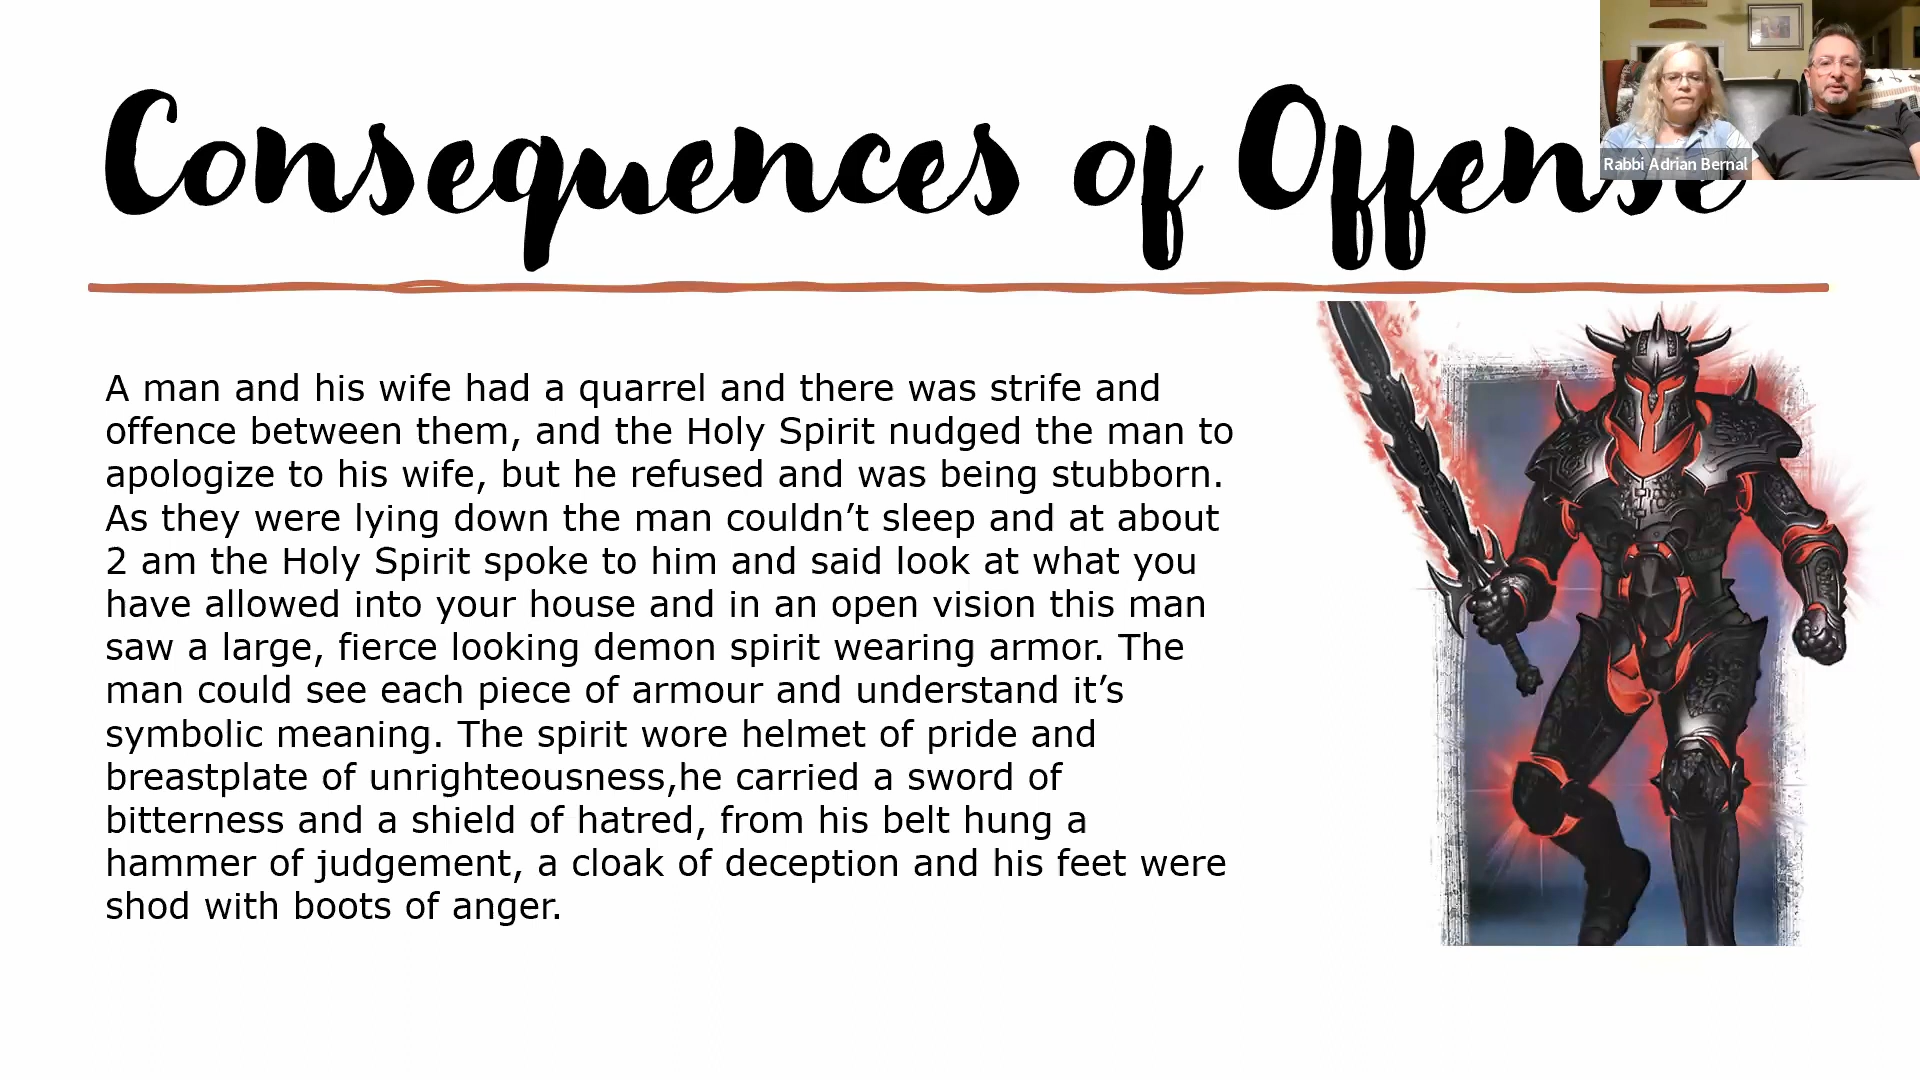 Consequences of Offense
Rabbi Adrian Bernal
A man and his wife had a quarrel and there was strife and
offence between them, and the Holy Spirit nudged the man to
apologize to his wife, but he refused and was being stubborn.
As they were lying down the man couldn’t sleep and at about
2 am the Holy Spirit spoke to him and said look at what you
have allowed into your house and in an open vision this man
saw a large, fierce looking demon spirit wearing armor. The
man could see each piece of armour and understand it’s
symbolic meaning. The spirit wore helmet of pride and
breastplate of unrighteousness,he carried a sword of
bitterness and a shield of hatred, from his belt hung a
hammer of judgement, a cloak of deception and his feet were
shod with boots of anger.